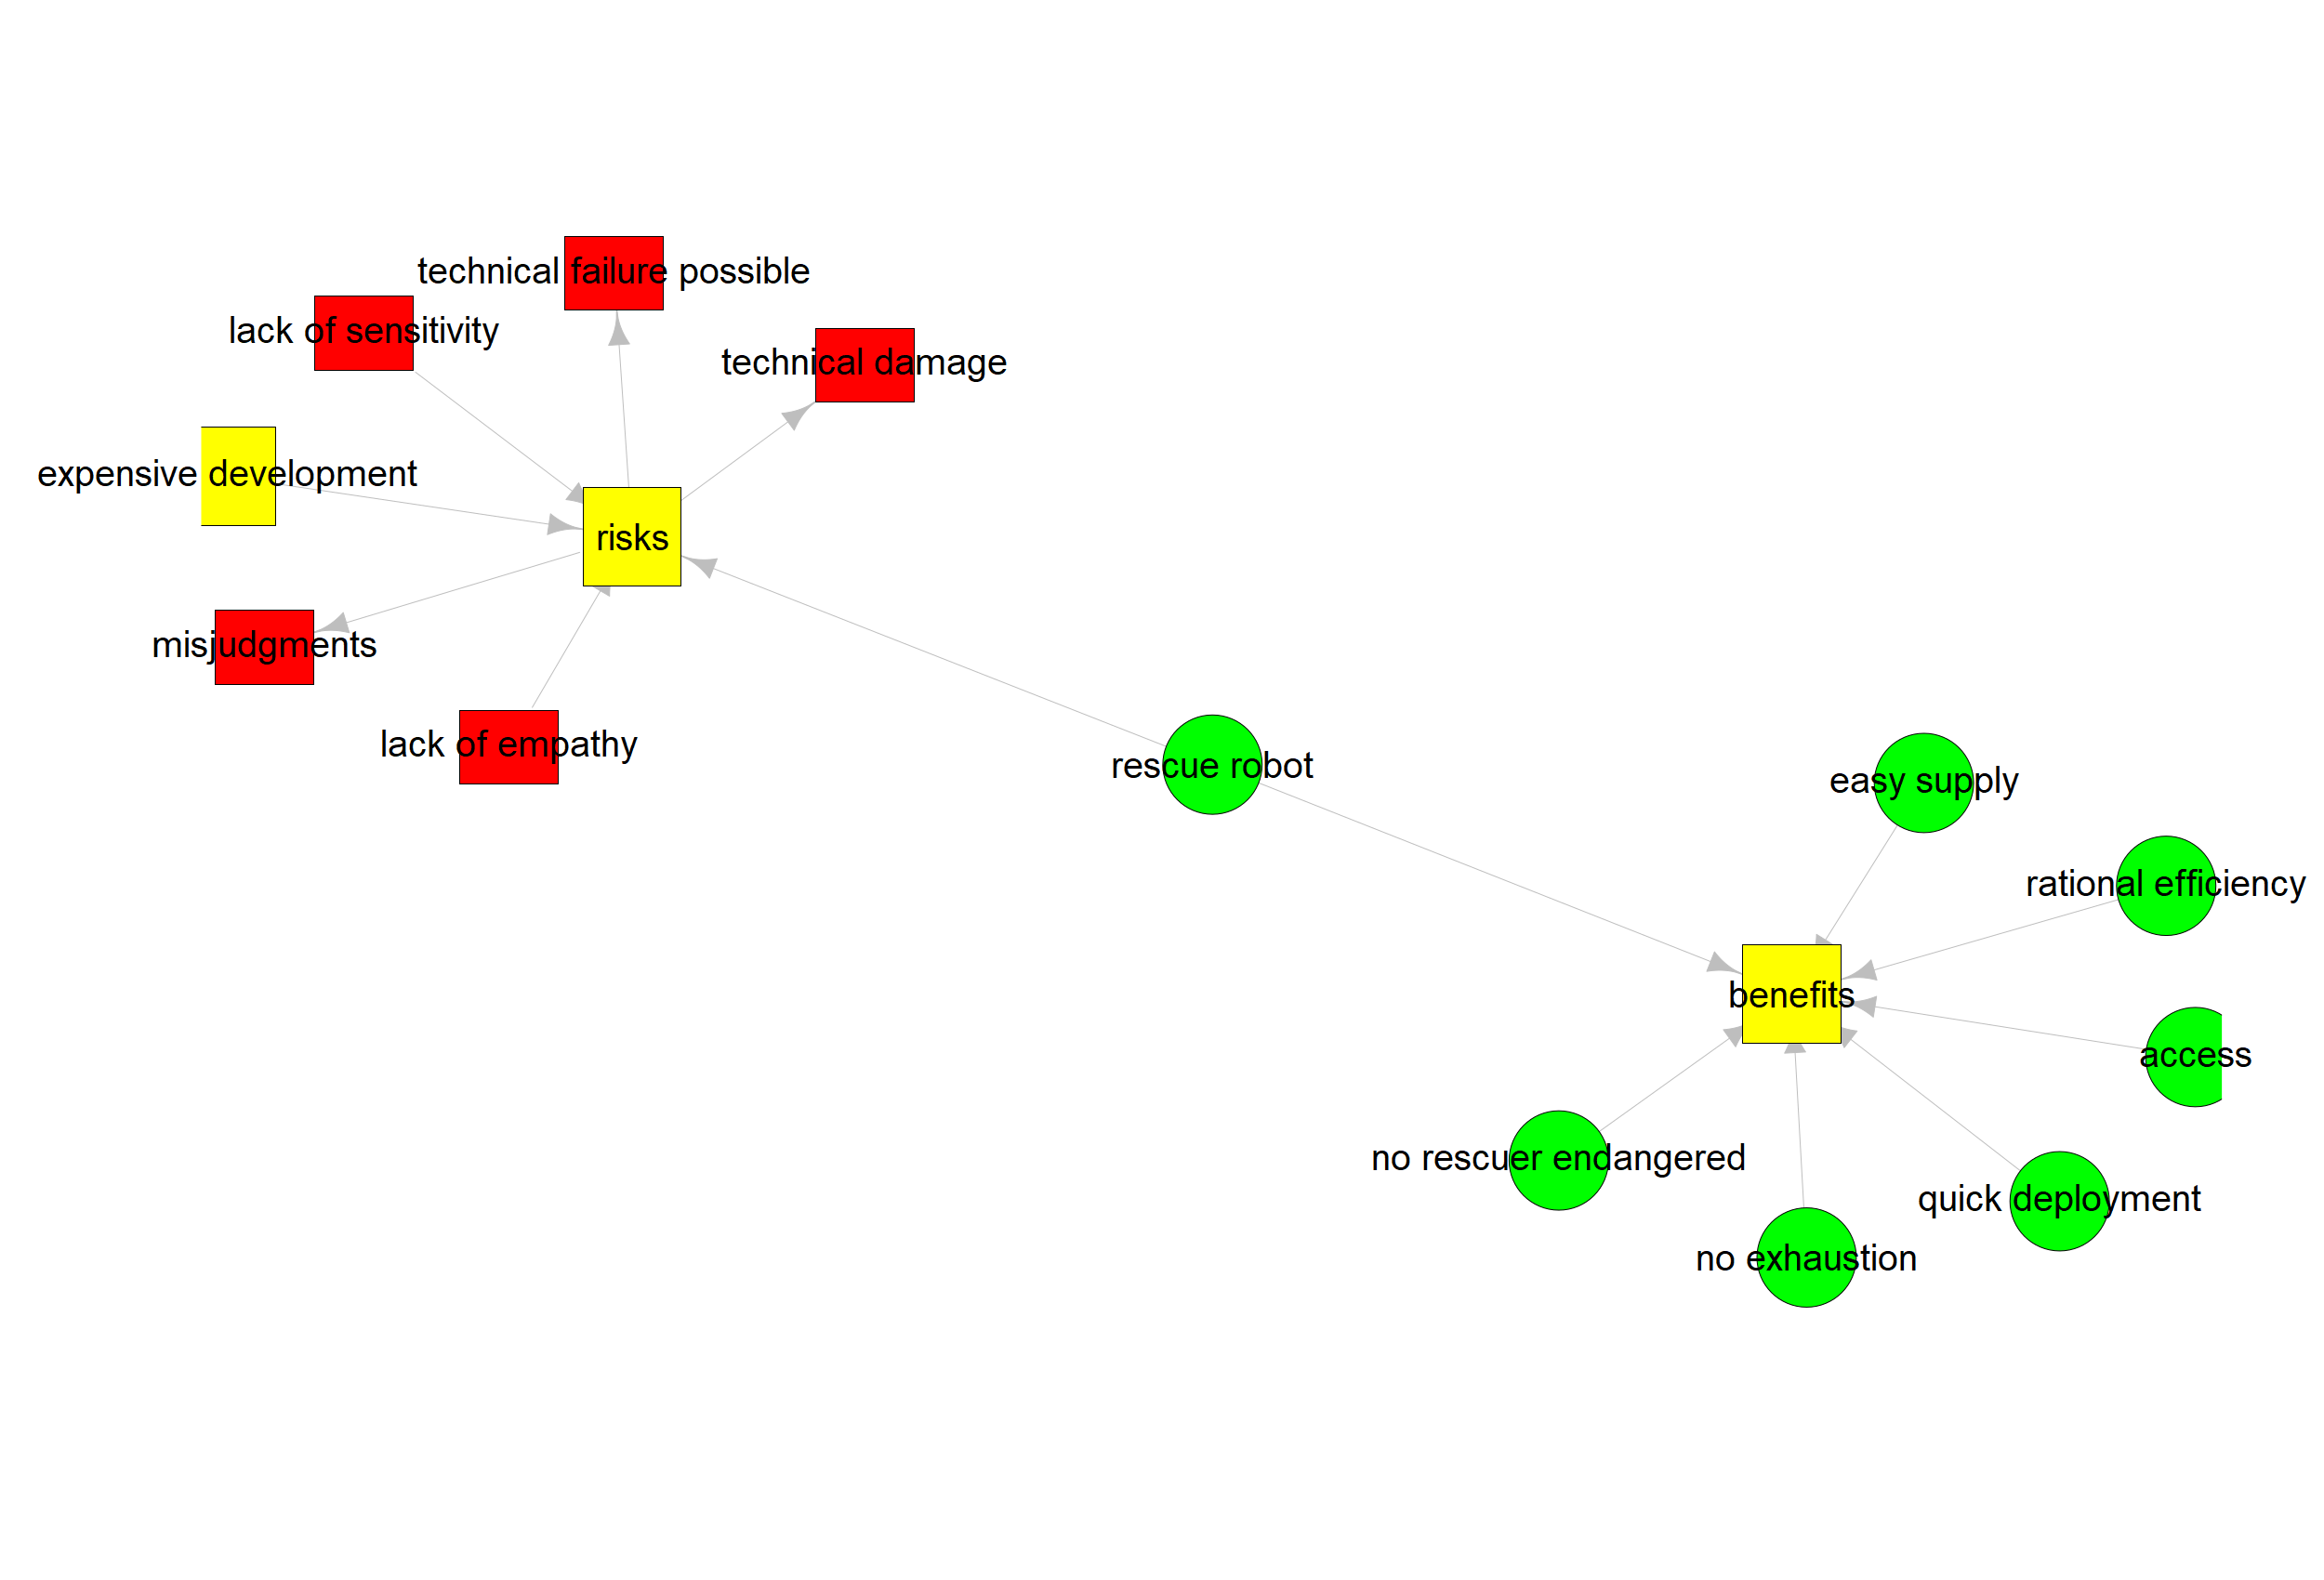 technical failure possible
lack of sensitivity
technical damage
expensive development
risks
misjudgments
lack of empathy
rescue robot
easy supply
rational efficiency
benefits
access
no rescuer endangered
quick deployment
no exhaustion